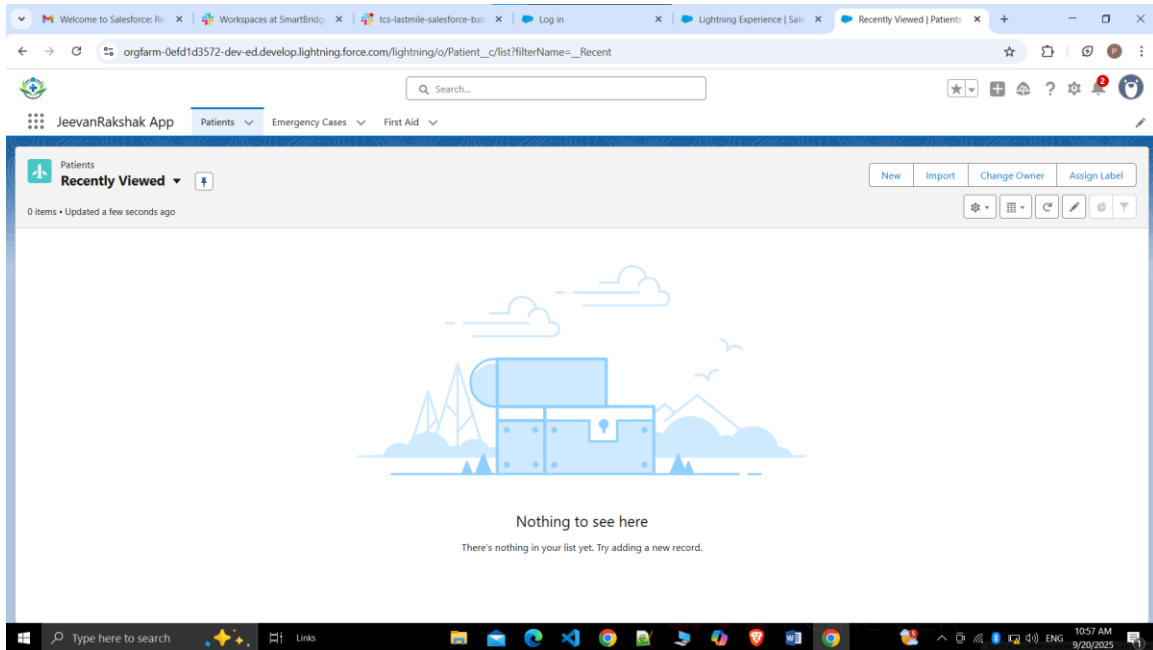 Welcome to Salesforce: Re
Workspaces at SmartBridge
tcs-lastmile-salesforce-bat
Log in
Lightning Experience | Sale
Recently Viewed | Patients
orgfarm-0efd1d3572-dev-ed.develop.lightning.force.com/lightning/o/Patient__c/list?filterName=__Recent
P
Search...
2
JeevanRakshak App
Patients
Emergency Cases
First Aid
Patients
Recently Viewed
New
Import
Change Owner
Assign Label
0 items • Updated a few seconds ago
Nothing to see here
There's nothing in your list yet. Try adding a new record.
Type here to search
Links
ENG
10:57 AM
9/20/2025